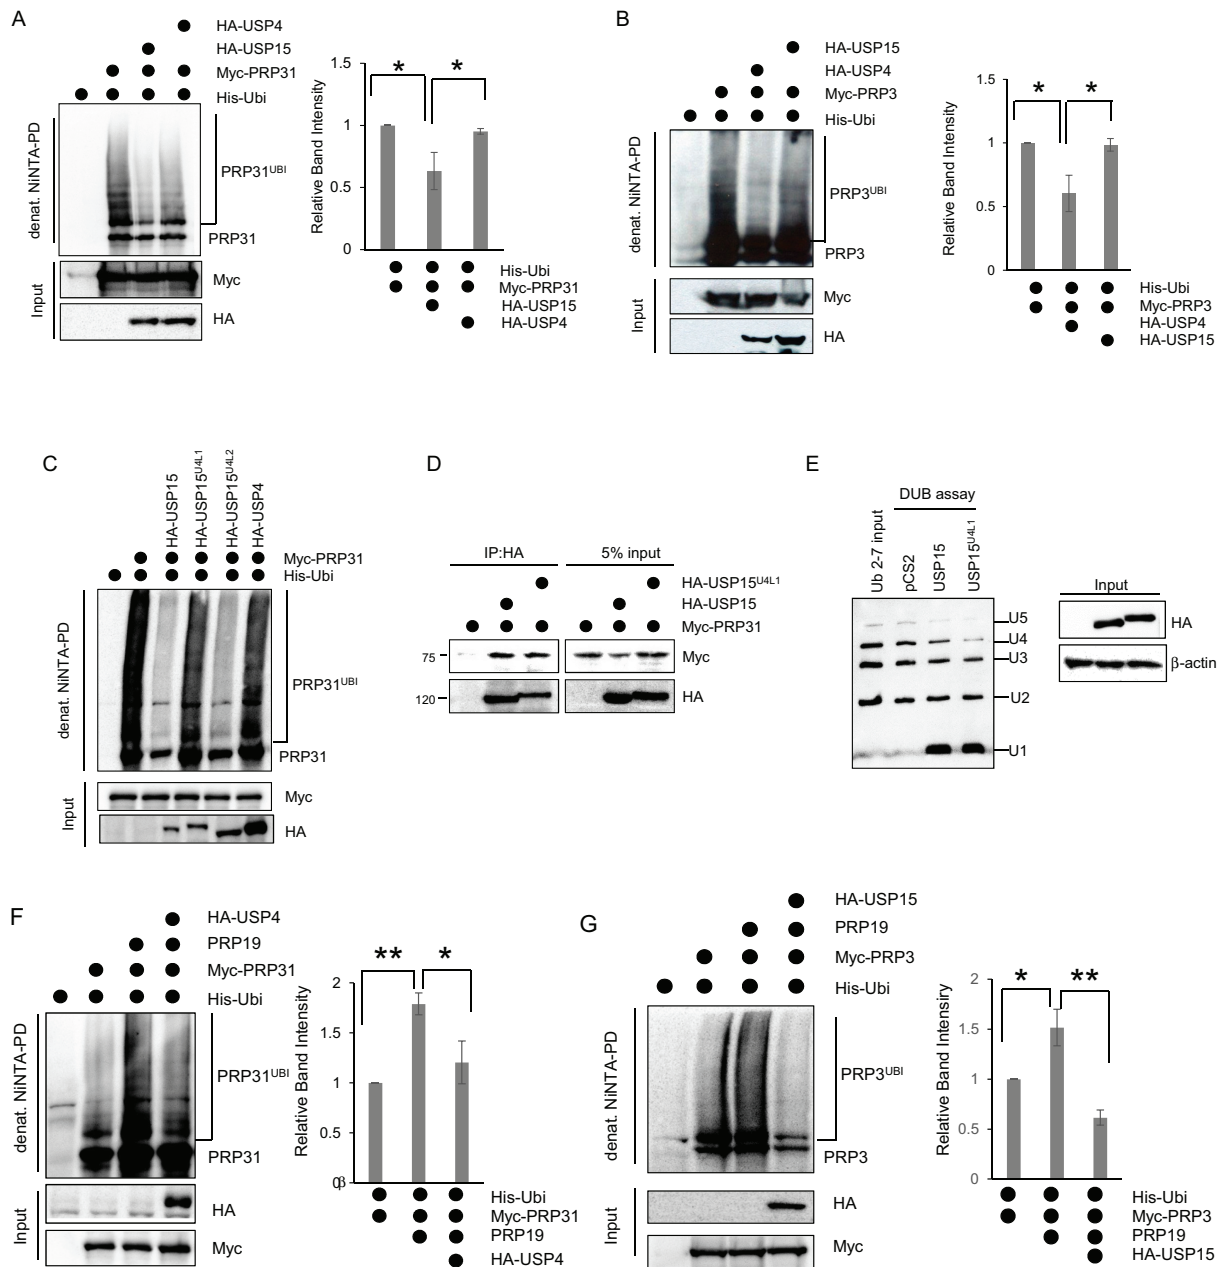 A
HA-USP4
HA-USP15
Myc-PRP31
His-Ubi
denat. NiNTA-PD
PRP31UBI
PRP31
Input
Myc
HA
Relative Band Intensity
1.5
1
0.5
0
*
*
His-Ubi
Myc-PRP31
HA-USP15
HA-USP4
B
HA-USP15
HA-USP4
Myc-PRP3
His-Ubi
denat. NiNTA-PD
PRP3UBI
PRP3
Input
Myc
HA
Relative Band Intensity
1.5
1
0.5
0
*
*
His-Ubi
Myc-PRP3
HA-USP4
HA-USP15
C
HA-USP15
HA-USP15U4L1
HA-USP15U4L2
HA-USP4
Myc-PRP31
His-Ubi
denat. NiNTA-PD
PRP31UBI
PRP31
Input
Myc
HA
D
IP:HA
5% input
HA-USP15U4L1
HA-USP15
Myc-PRP31
75
Myc
120
HA
E
DUB assay
Ub 2-7 input
pCS2
USP15
USP15U4L1
U5
U4
U3
U2
U1
Input
HA
β-actin
F
HA-USP4
PRP19
Myc-PRP31
His-Ubi
denat. NiNTA-PD
PRP31UBI
PRP31
Input
HA
Myc
Relative Band Intensity
2
1.5
1
0.5
**
*
His-Ubi
Myc-PRP31
PRP19
HA-USP4
G
HA-USP15
PRP19
Myc-PRP3
His-Ubi
denat. NiNTA-PD
PRP3UBI
PRP3
Input
HA
Myc
Relative Band Intensity
2
1.5
1
0.5
0
*
**
His-Ubi
Myc-PRP3
PRP19
HA-USP15